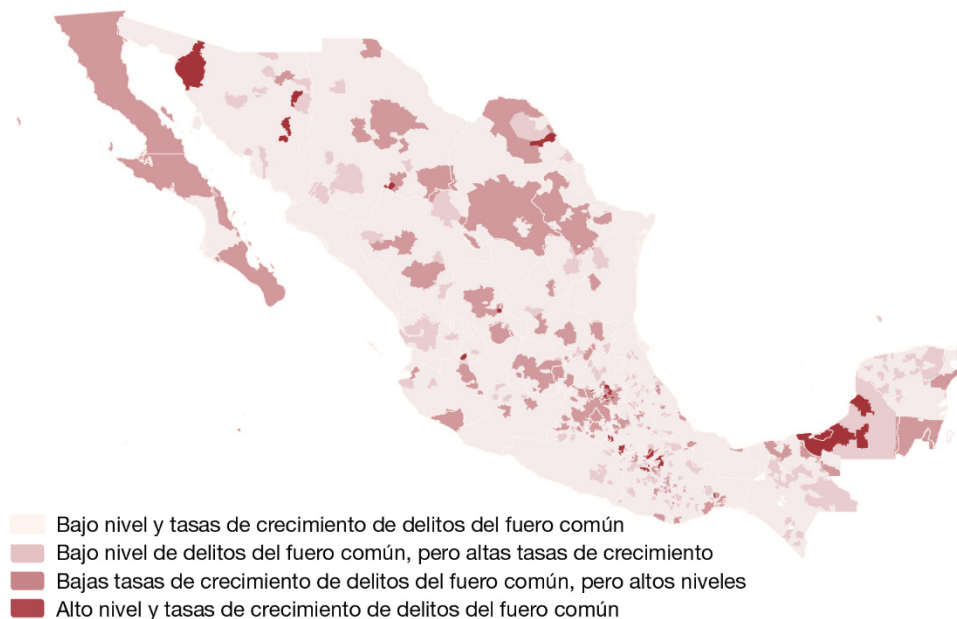 Bajo nivel y tasas de crecimiento de delitos del fuero común
Bajo nivel de delitos del fuero común, pero altas tasas de crecimiento
Bajas tasas de crecimiento de delitos del fuero común, pero altos niveles
Alto nivel y tasas de crecimiento de delitos del fuero común